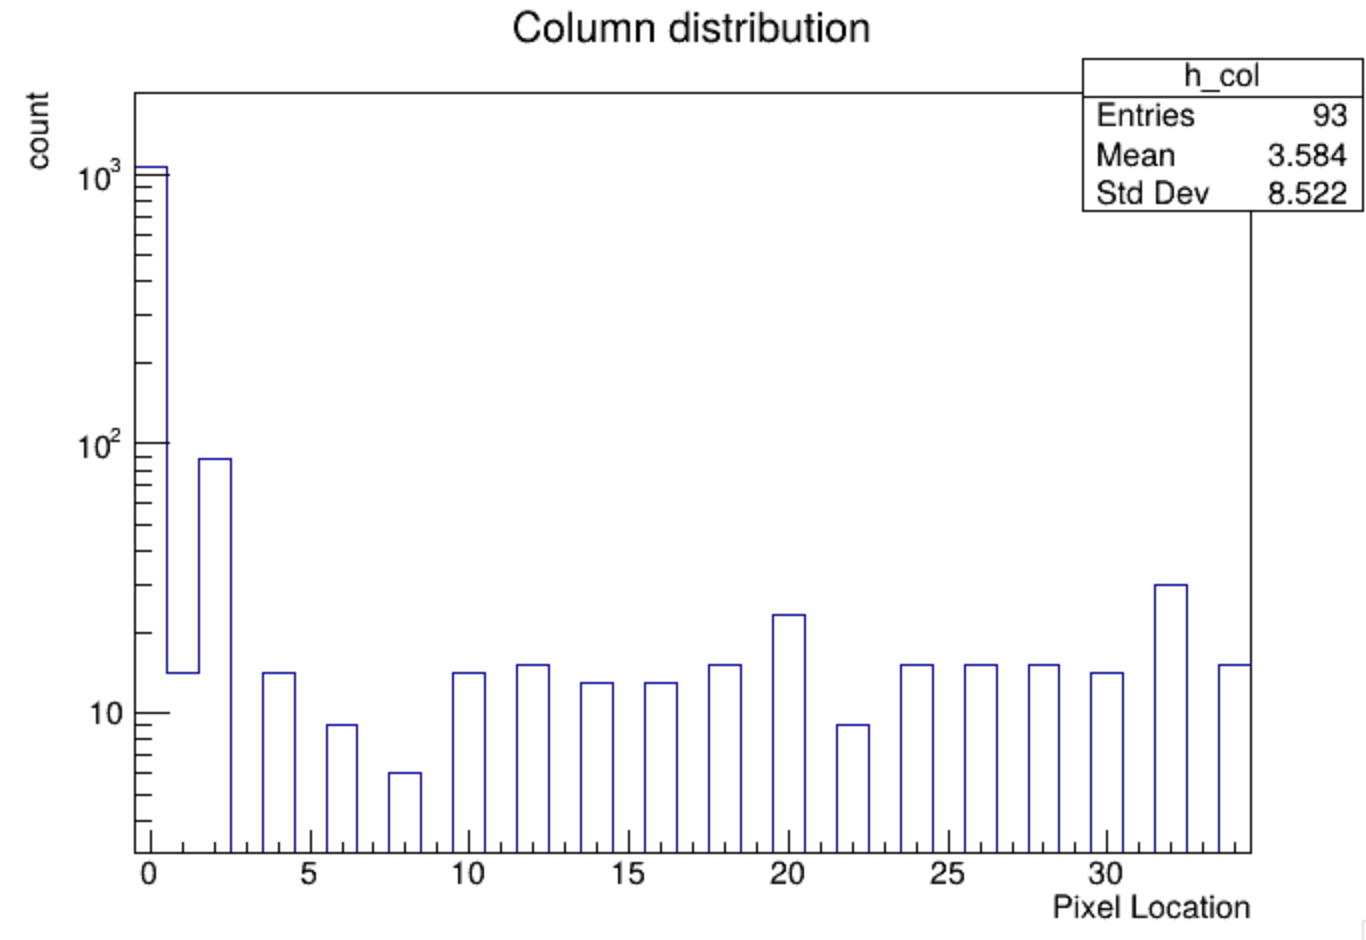 Column distribution
h_col
Entries 93
Mean 3.584
Std Dev 8.522
count
10³
10²
10
0 5 10 15 20 25 30
Pixel Location